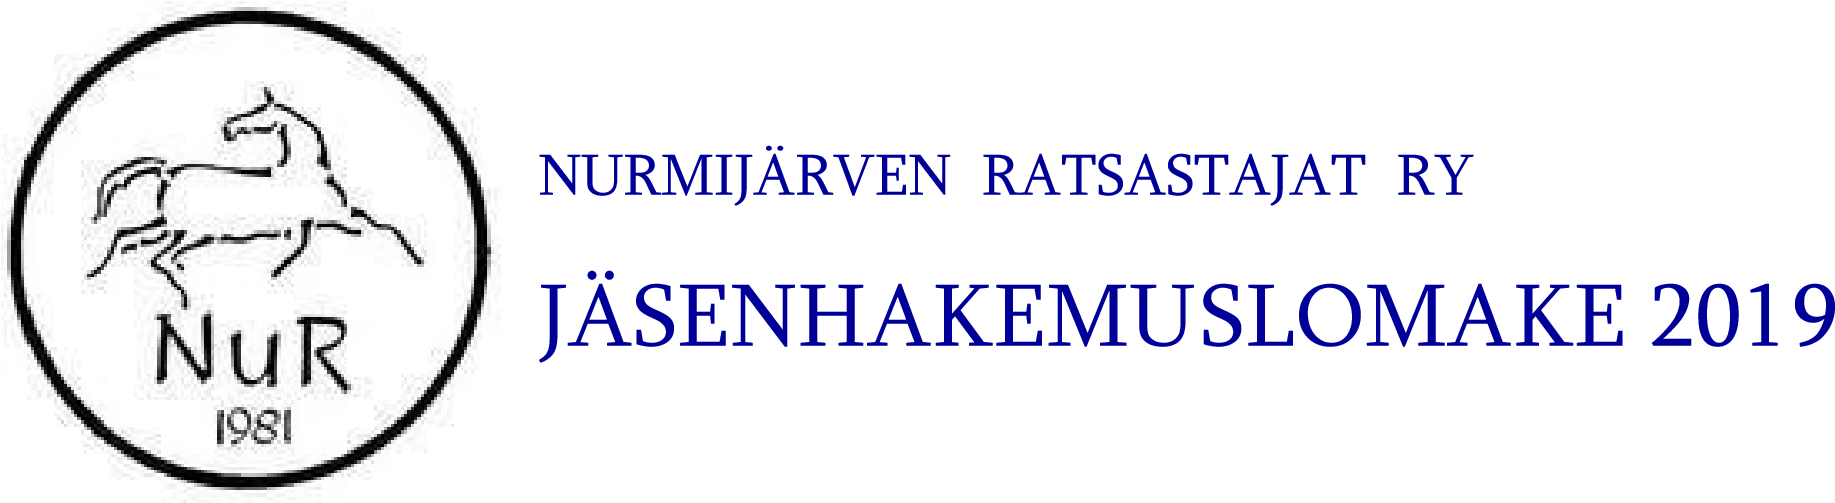 NuR
1981
NURMIJÄRVEN RATSASTAJAT RY
JÄSENHAKEMUSLOMAKE 2019